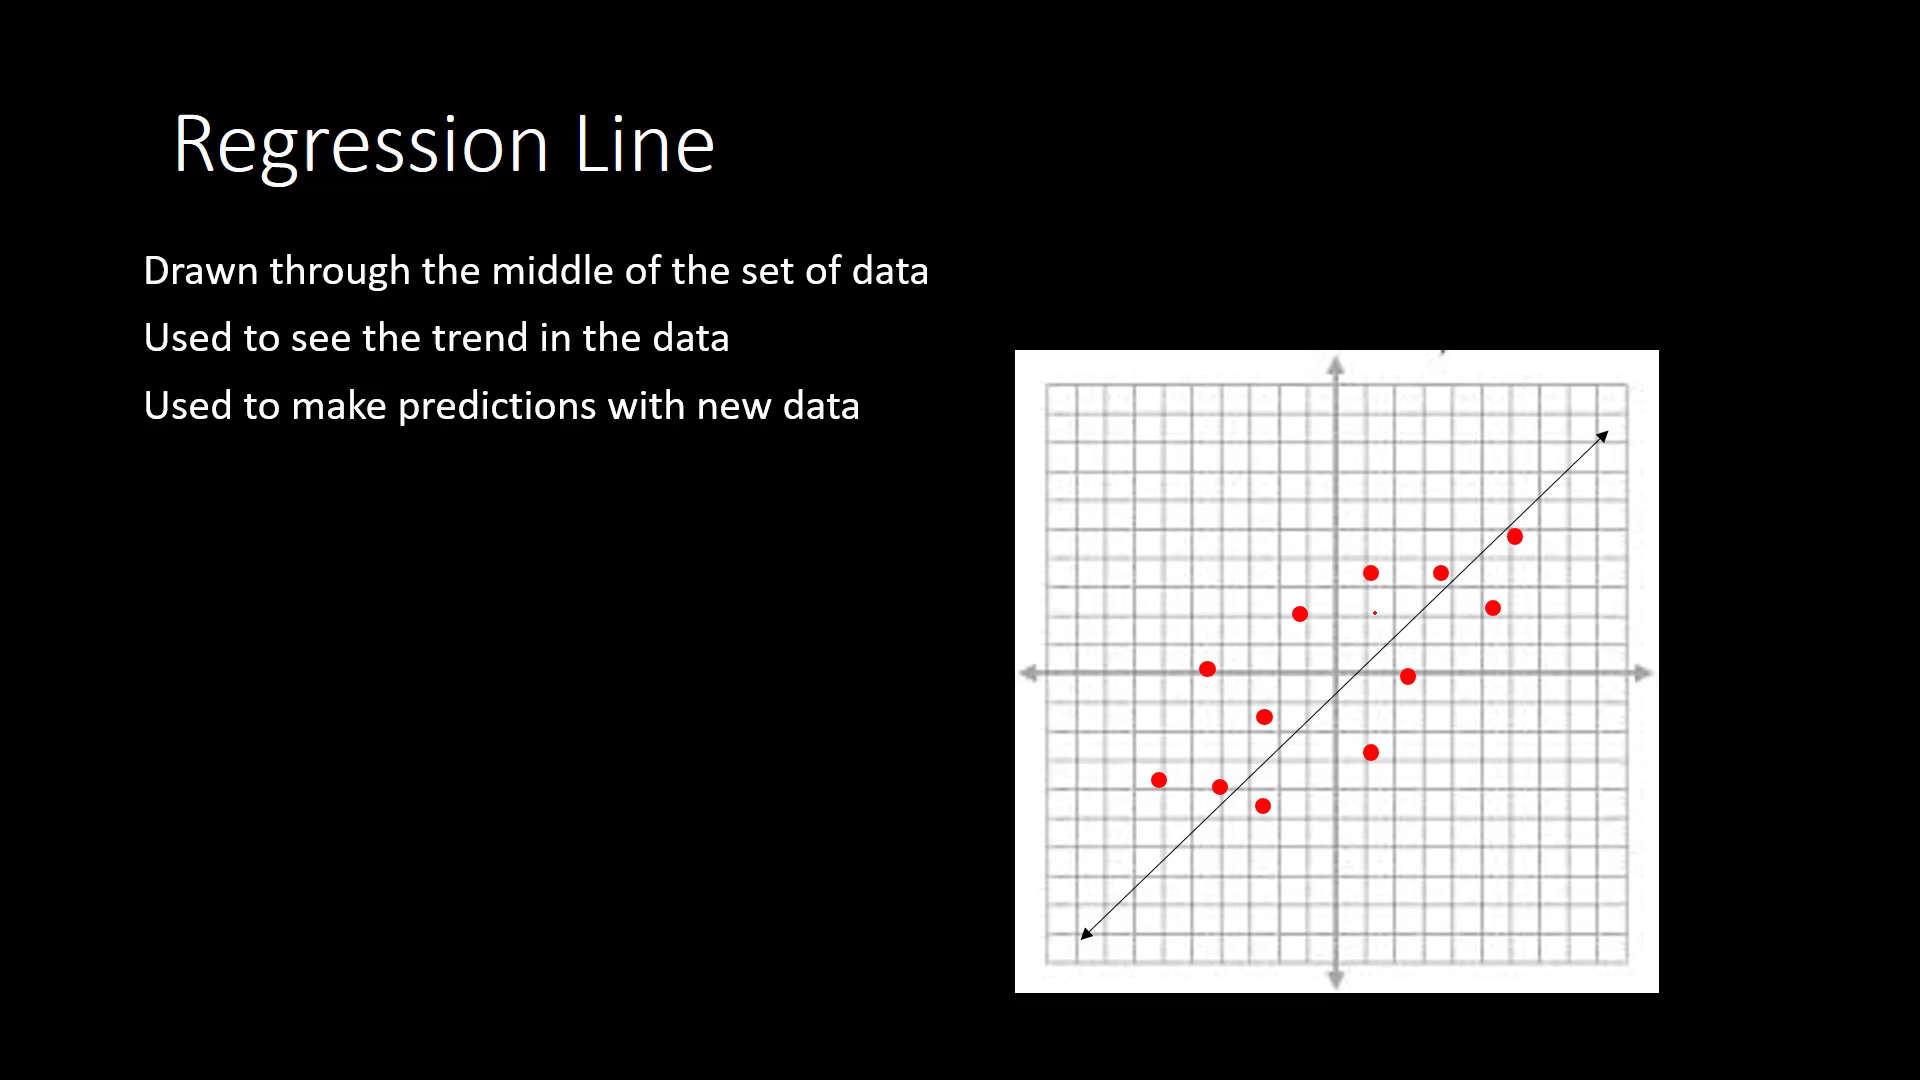 Regression Line
Drawn through the middle of the set of data
Used to see the trend in the data
Used to make predictions with new data